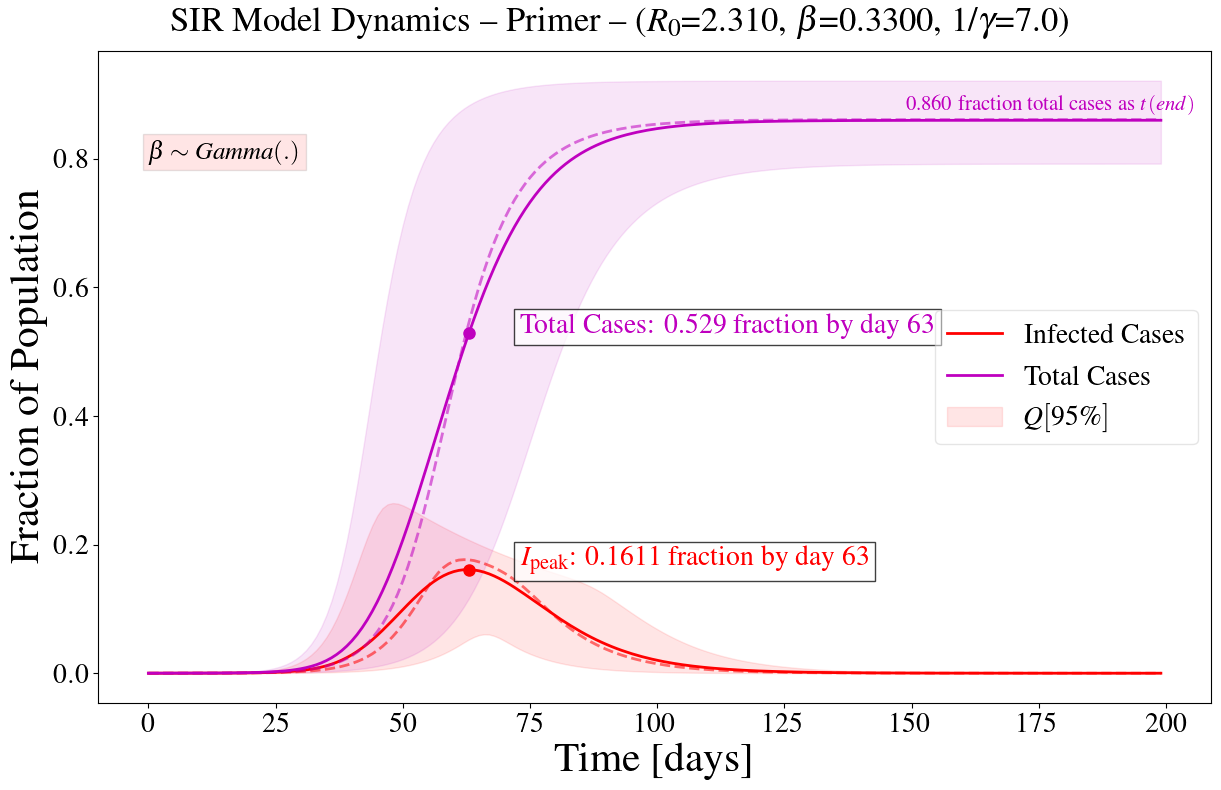 SIR Model Dynamics – Primer – (R₀=2.310, β=0.3300, 1/γ=7.0)
0.860 fraction total cases as t(end)
β ∼ Gamma(.)
Total Cases: 0.529 fraction by day 63
Infected Cases
Total Cases
Q[95%]
I_peak: 0.1611 fraction by day 63
Fraction of Population
0.8
0.6
0.4
0.2
0.0
0 25 50 75 100 125 150 175 200
Time [days]